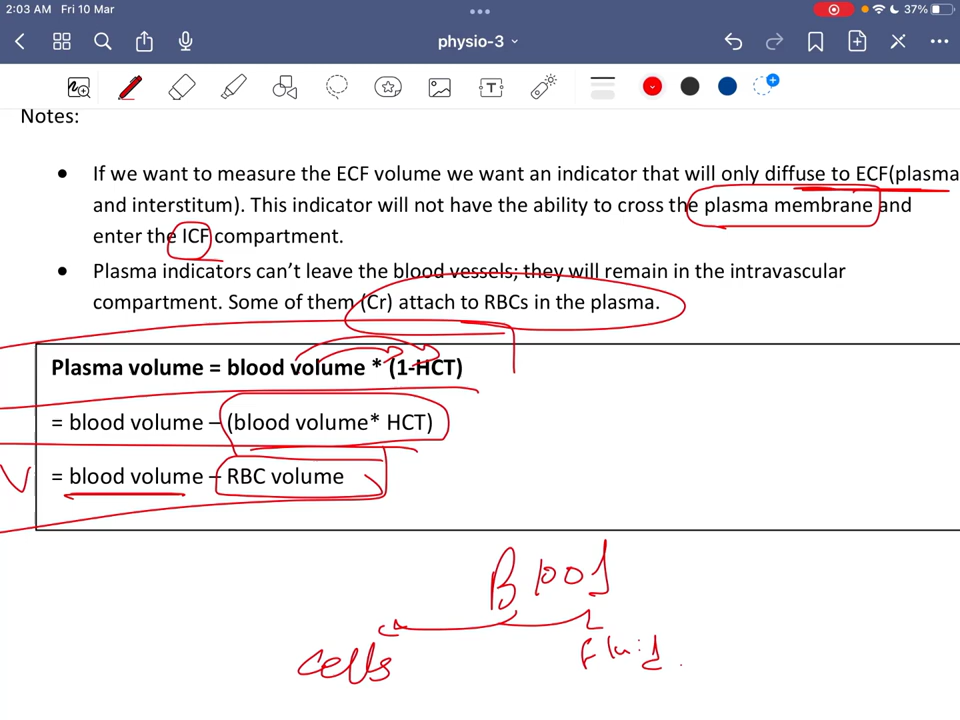 2:03 AM Fri 10 Mar 37%
physio-3
Notes:
• If we want to measure the ECF volume we want an indicator that will only diffuse to ECF(plasma
and interstitum). This indicator will not have the ability to cross the plasma membrane and
enter the ICF compartment.
• Plasma indicators can't leave the blood vessels; they will remain in the intravascular
compartment. Some of them (Cr) attach to RBCs in the plasma.
Plasma volume = blood volume * (1-HCT)
= blood volume – (blood volume* HCT)
= blood volume – RBC volume
Blood
cells fluid